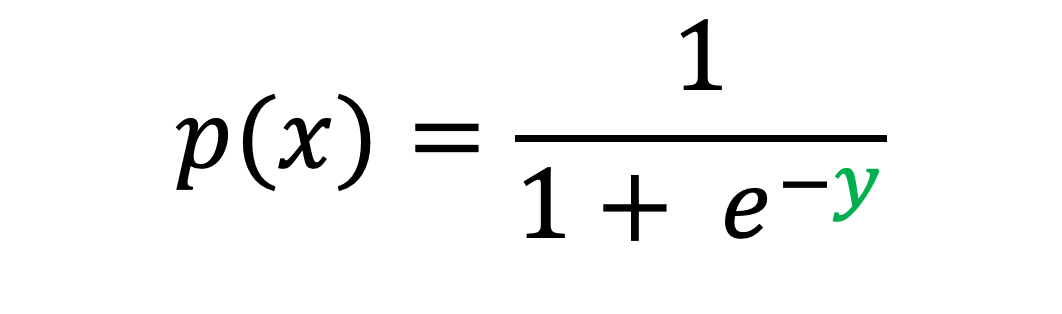 p(x) = 1 / (1 + e^{-y})